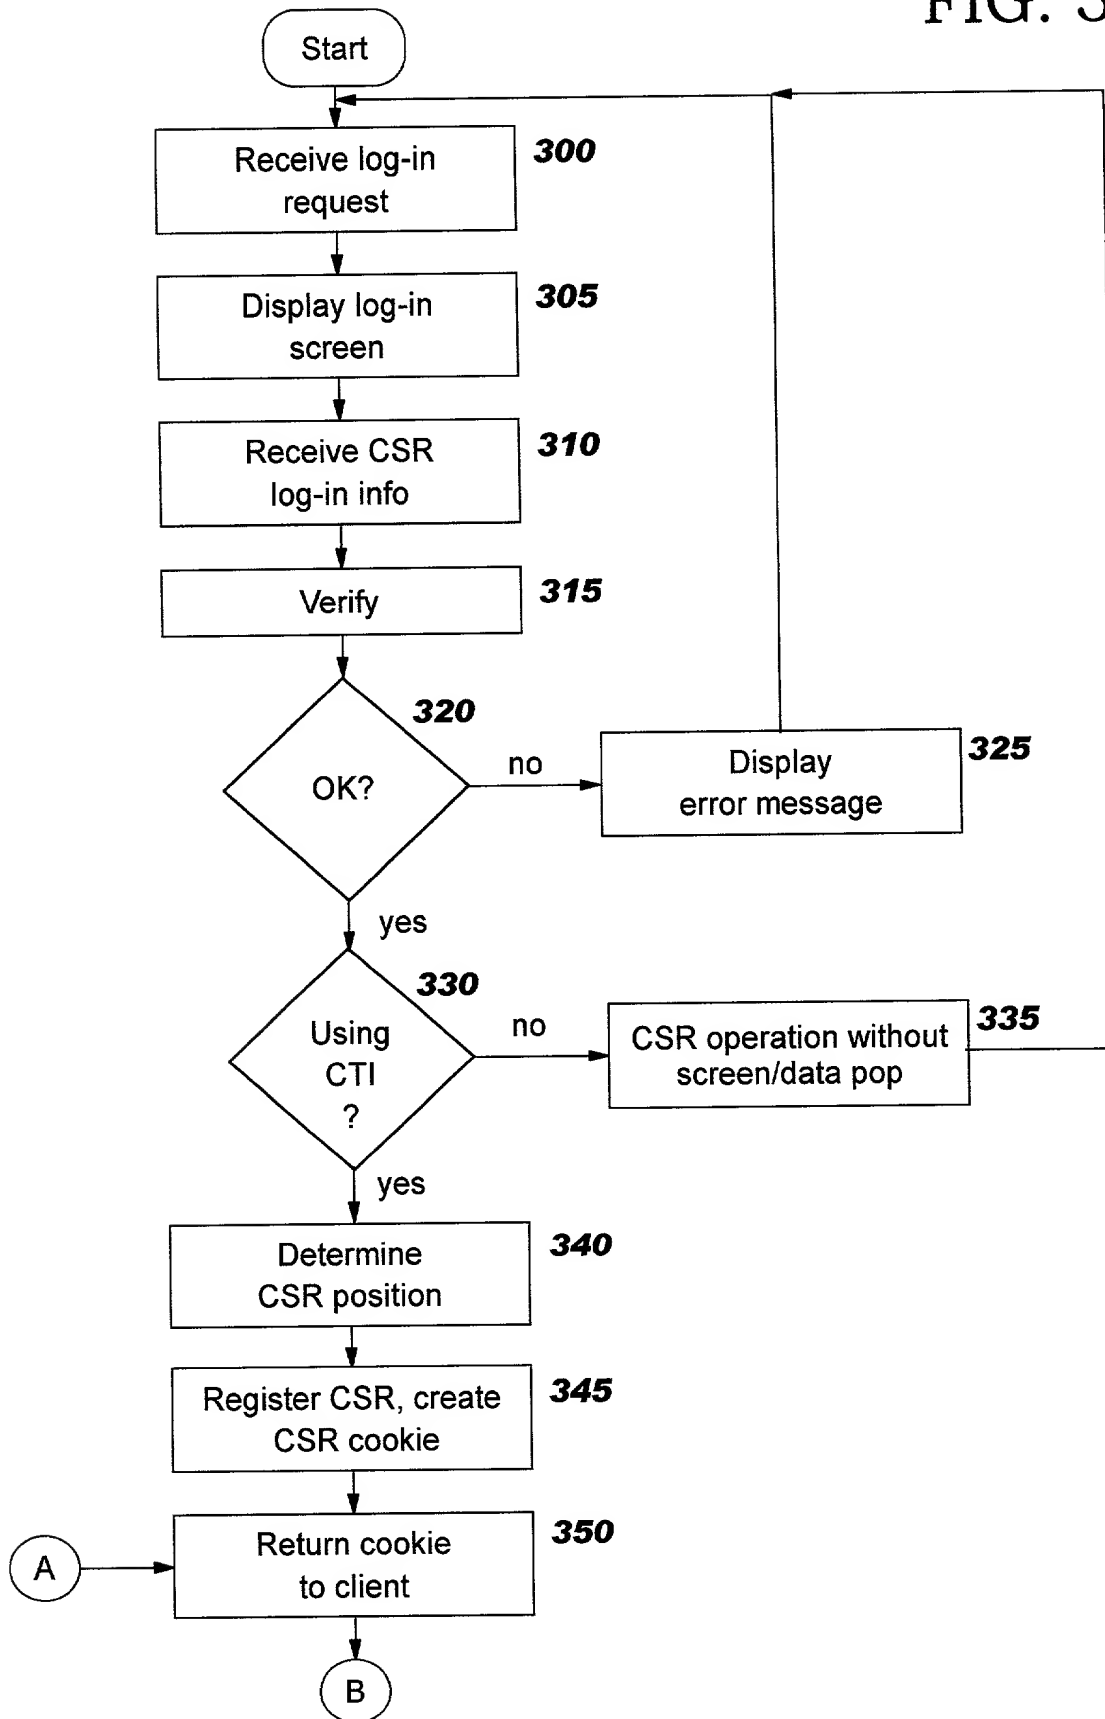 FIG. 3
Start
Receive log-in
request
300
Display log-in
screen
305
Receive CSR
log-in info
310
Verify
315
OK?
320
no
Display
error message
325
yes
Using
CTI
?
330
no
CSR operation without
screen/data pop
335
yes
Determine
CSR position
340
Register CSR, create
CSR cookie
345
A
Return cookie
to client
350
B